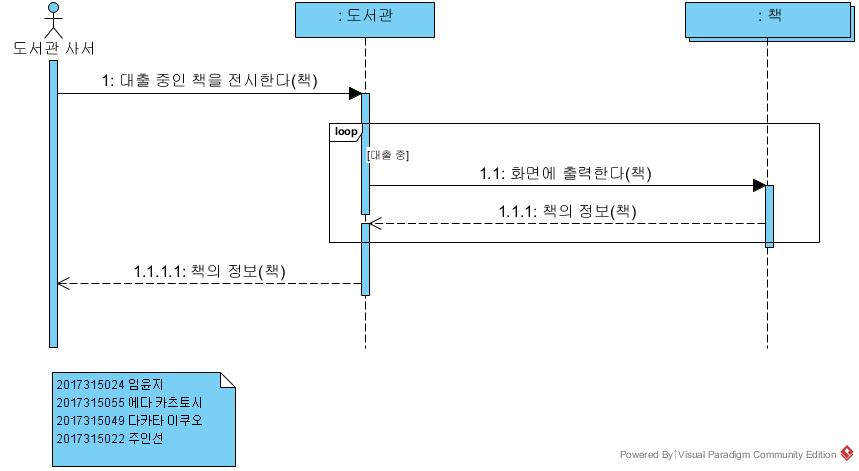 : 도서관
: 책
도서관 사서
1: 대출 중인 책을 전시한다(책)
loop
[대출 중]
1.1: 화면에 출력한다(책)
1.1.1: 책의 정보(책)
1.1.1.1: 책의 정보(책)
2017315024 임윤지
2017315055 에다 카츠토시
2017315049 다카타 미쿠오
2017315022 주인선
Powered By Visual Paradigm Community Edition